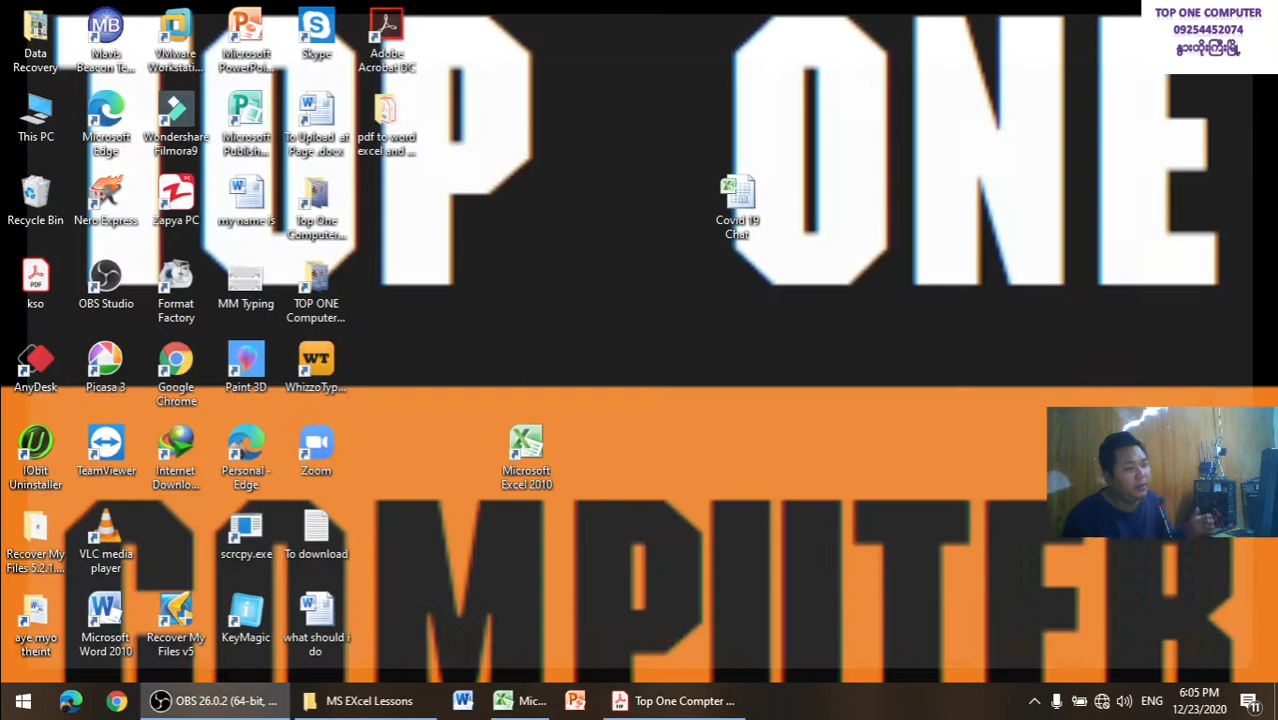 TOP ONE COMPUTER
09254452074
နွားထိုးကြီးမြို့
TOP ONE
COMPUTER
Data
Recovery
Mavis
Beacon Te...
VMware
Workstati...
Microsoft
PowerPoi...
Skype
Adobe
Acrobat DC
This PC
Microsoft
Edge
Wondershare
Filmora9
Microsoft
Publish...
To Upload at
Page .docx
pdf to word
excel and ...
Recycle Bin
Nero Express
Zapya PC
my name is
Top One
Computer...
Covid 19
Chat
kso
OBS Studio
Format
Factory
MM Typing
TOP ONE
Computer...
AnyDesk
Picasa 3
Google
Chrome
Paint 3D
WhizzoTyp...
IObit
Uninstaller
TeamViewer
Internet
Downlo...
Personal -
Edge
Zoom
Microsoft
Excel 2010
Recover My
Files 5.2.1....
VLC media
player
scrcpy.exe
To download
aye myo
theint
Microsoft
Word 2010
Recover My
Files v5
KeyMagic
what should i
do
OBS 26.0.2 (64-bit, ...
MS EXcel Lessons
Mic...
Top One Compter ...
ENG
6:05 PM
12/23/2020
11